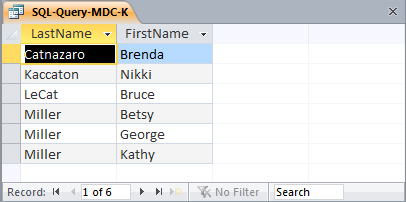 SQL-Query-MDC-K
LastName FirstName
Catnazaro Brenda
Kaccaton Nikki
LeCat Bruce
Miller Betsy
Miller George
Miller Kathy
Record: 1 of 6 No Filter Search